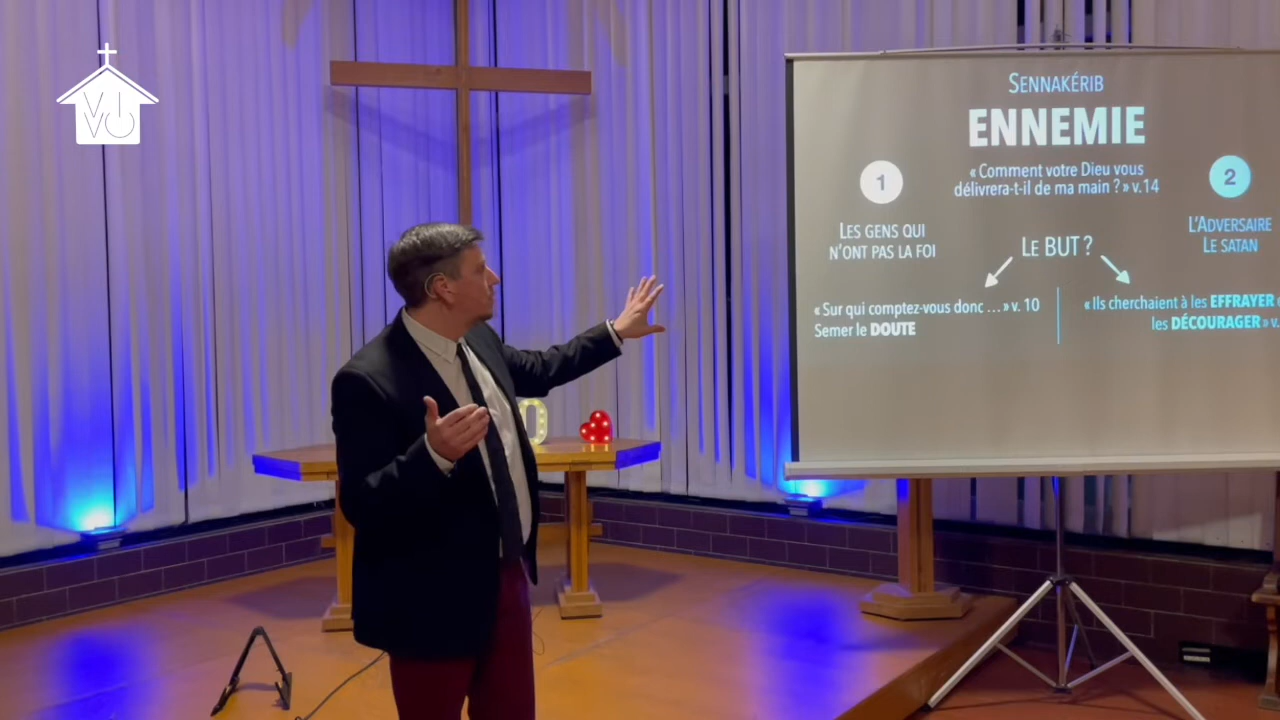 VIVO
SENNAKÉRIB
ENNEMIE
1
« Comment votre Dieu vous
délivrera-t-il de ma main ? » v.14
2
LES GENS QUI
N'ONT PAS LA FOI
LE BUT ?
L'ADVERSAIRE
LE SATAN
« Sur qui comptez-vous donc ... » v. 10
Semer le DOUTE
« Ils cherchaient à les EFFRAYER
les DÉCOURAGER » v.
0